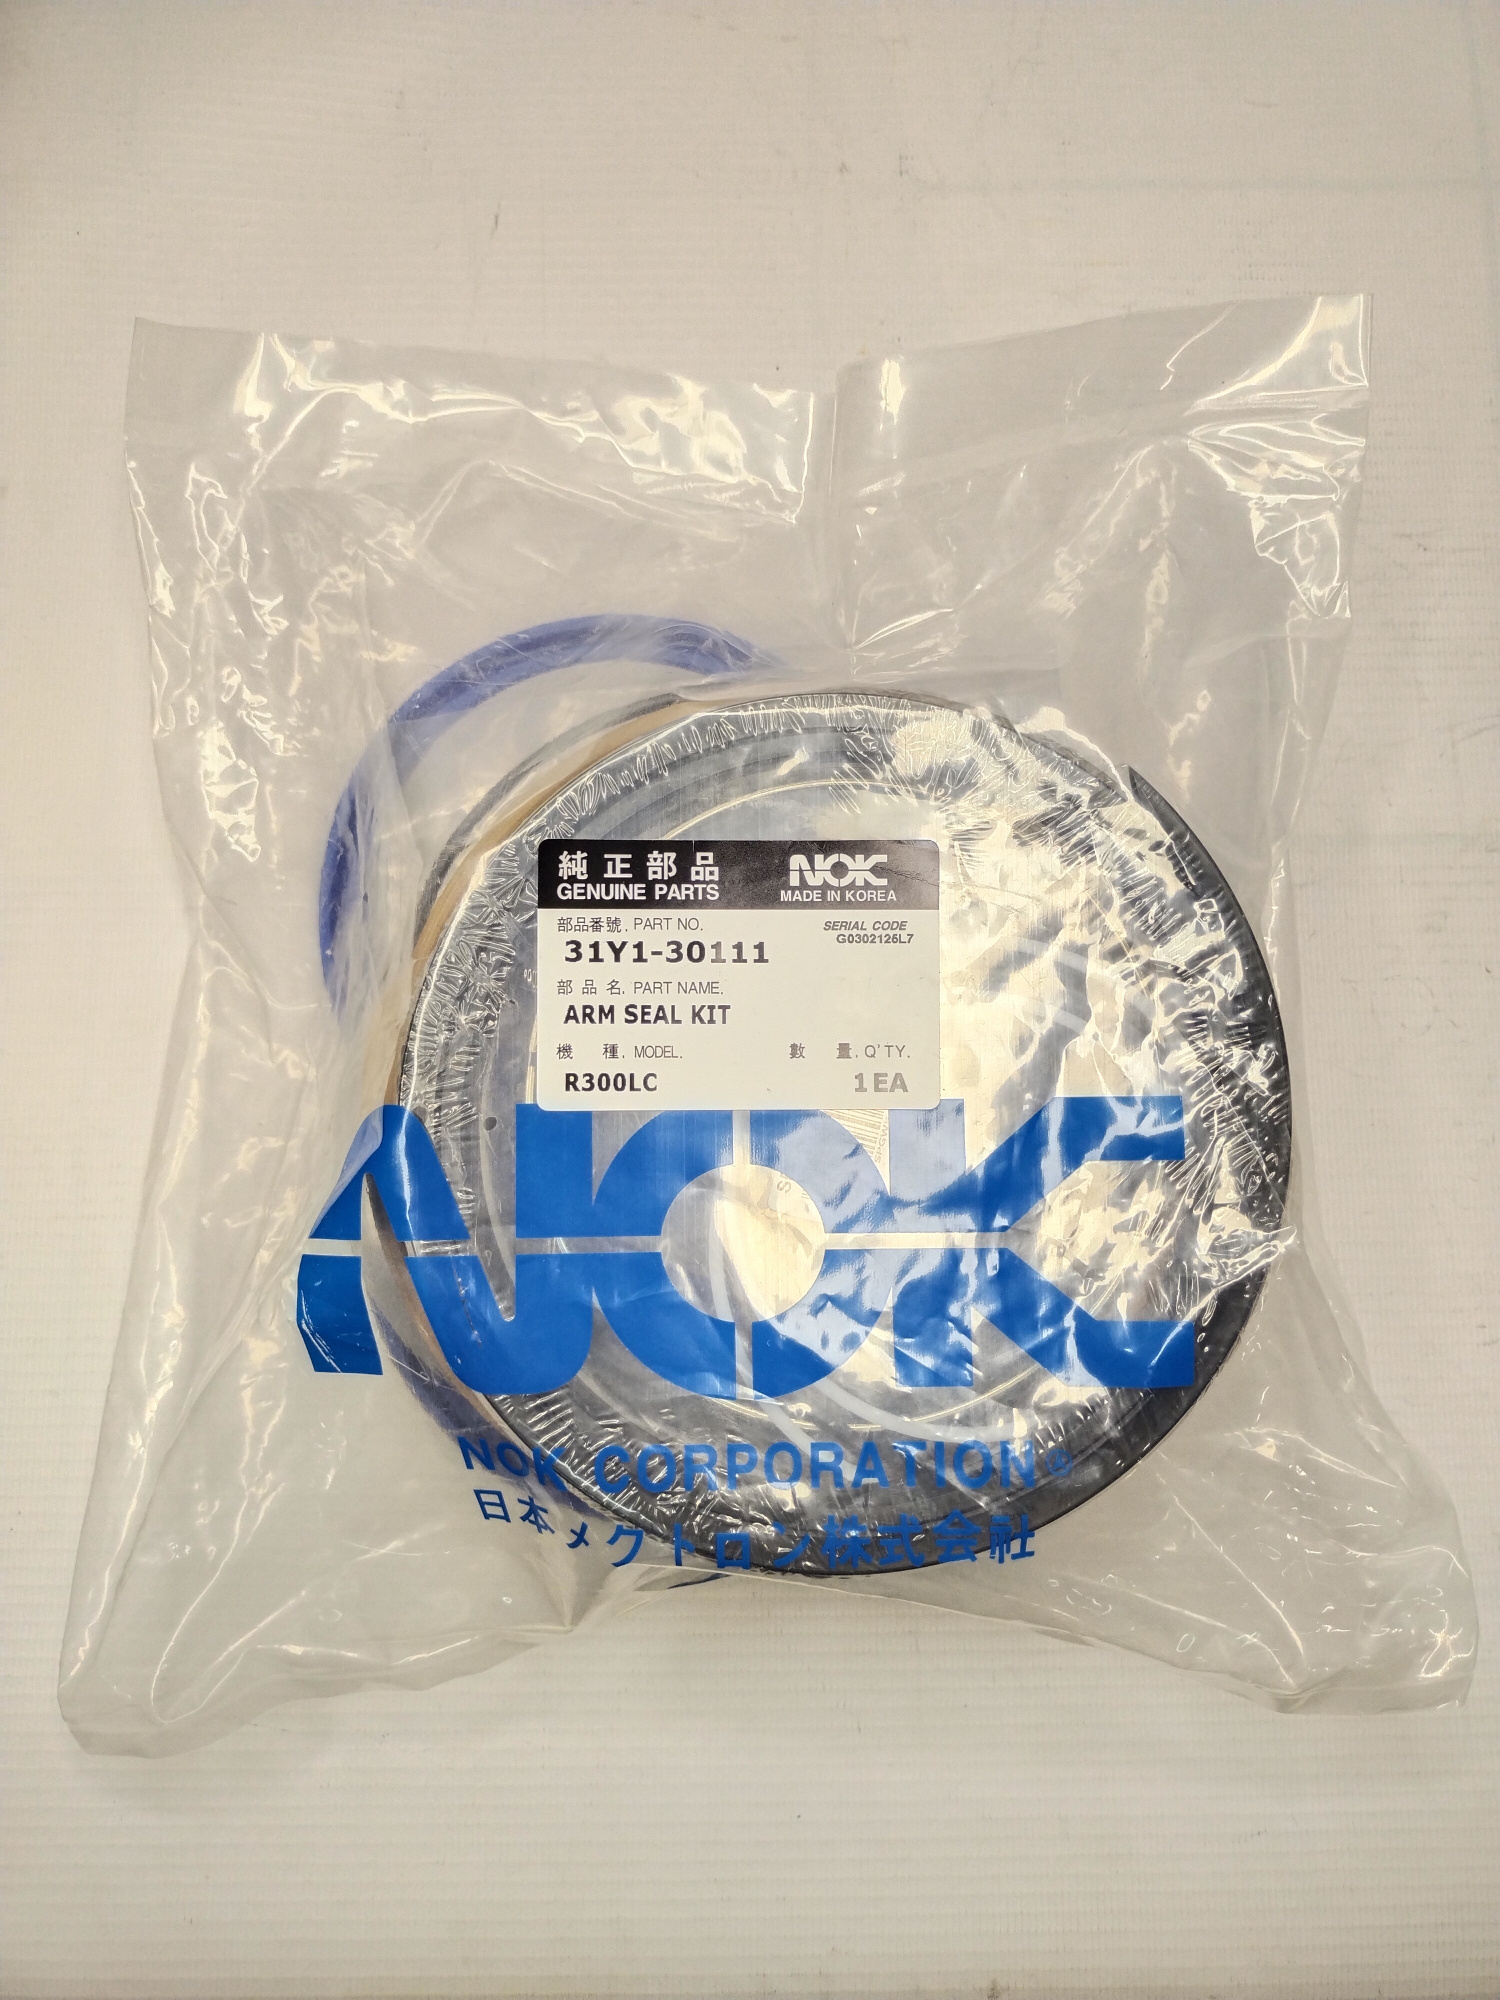 純正部品 NOK
GENUINE PARTS MADE IN KOREA
部品番號. PART NO. SERIAL CODE
31Y1-30111 G0302125L7
部品名. PART NAME.
ARM SEAL KIT
機 種. MODEL. 數 量. Q'TY.
R300LC 1EA
NOK
NOK CORPORATION®
日本メクトロン株式会社